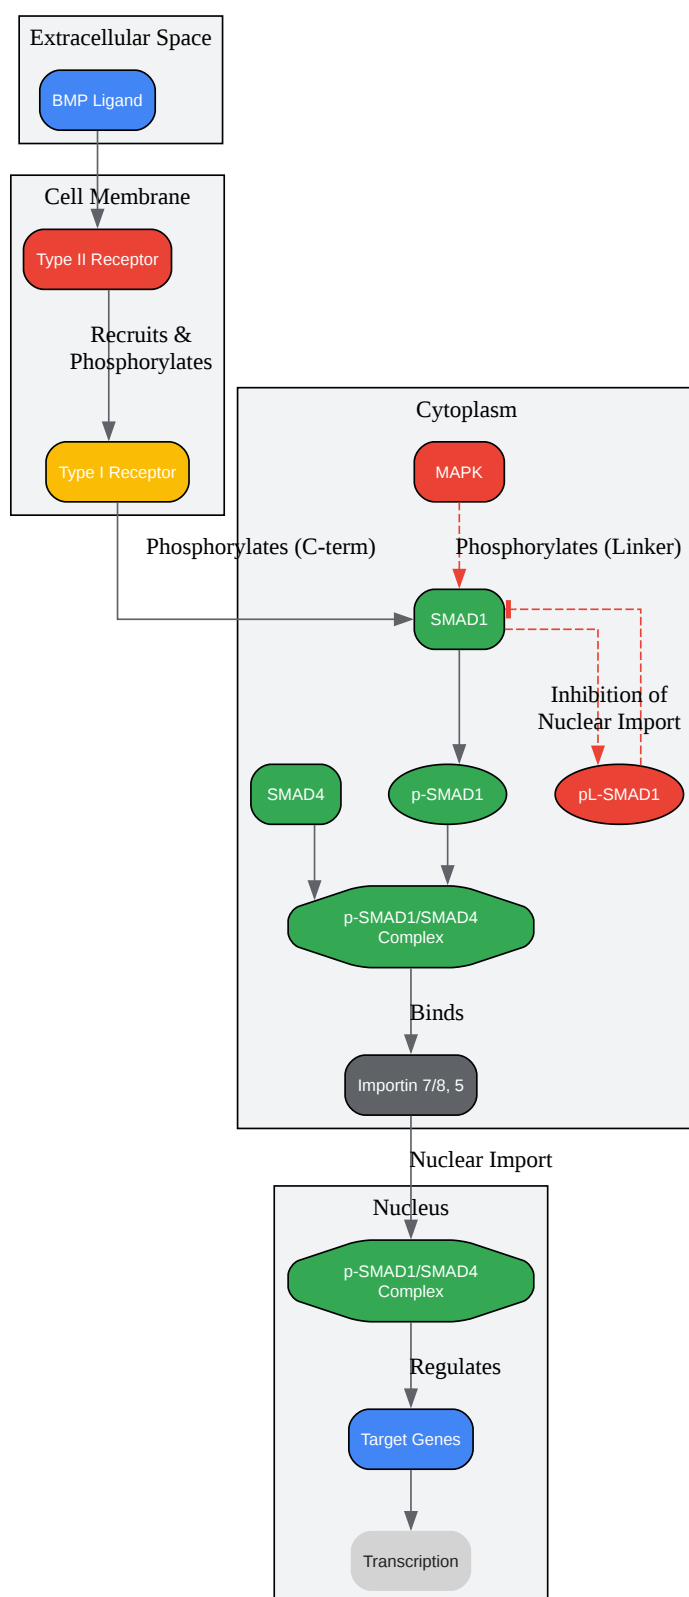 Extracellular Space
BMP Ligand
Cell Membrane
Type II Receptor
Recruits &
Phosphorylates
Type I Receptor
Cytoplasm
MAPK
Phosphorylates (C-term)
Phosphorylates (Linker)
SMAD1
Inhibition of
Nuclear Import
SMAD4
p-SMAD1
pL-SMAD1
p-SMAD1/SMAD4
Complex
Binds
Importin 7/8, 5
Nuclear Import
Nucleus
p-SMAD1/SMAD4
Complex
Regulates
Target Genes
Transcription